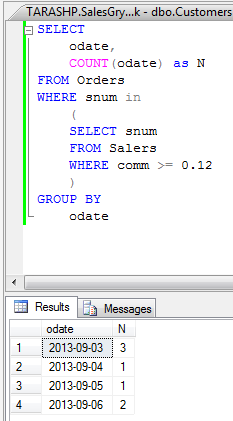 TARASHP.SalesGry...k - dbo.Customers
SELECT
odate,
COUNT(odate) as N
FROM Orders
WHERE snum in
(
SELECT snum
FROM Salers
WHERE comm >= 0.12
)
GROUP BY
odate
Results Messages
odate N
1 2013-09-03 3
2 2013-09-04 1
3 2013-09-05 1
4 2013-09-06 2